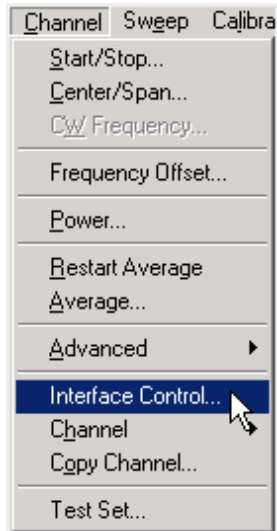 Channel Sweep Calibra
Start/Stop...
Center/Span...
CW Frequency...
Frequency Offset...
Power...
Restart Average
Average...
Advanced
Interface Control...
Channel
Copy Channel...
Test Set...